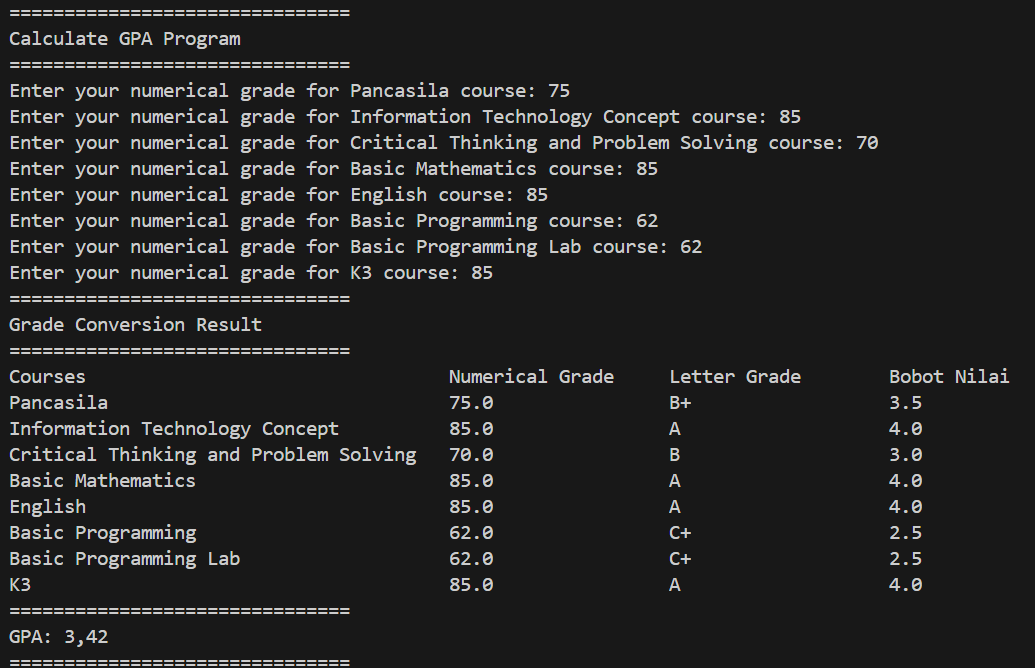 ===============================
Calculate GPA Program
===============================
Enter your numerical grade for Pancasila course: 75
Enter your numerical grade for Information Technology Concept course: 85
Enter your numerical grade for Critical Thinking and Problem Solving course: 70
Enter your numerical grade for Basic Mathematics course: 85
Enter your numerical grade for English course: 85
Enter your numerical grade for Basic Programming course: 62
Enter your numerical grade for Basic Programming Lab course: 62
Enter your numerical grade for K3 course: 85
===============================
Grade Conversion Result
===============================
Courses                                 Numerical Grade     Letter Grade        Bobot Nilai
Pancasila                               75.0                B+                  3.5
Information Technology Concept          85.0                A                   4.0
Critical Thinking and Problem Solving   70.0                B                   3.0
Basic Mathematics                       85.0                A                   4.0
English                                 85.0                A                   4.0
Basic Programming                       62.0                C+                  2.5
Basic Programming Lab                   62.0                C+                  2.5
K3                                      85.0                A                   4.0
===============================
GPA: 3,42
===============================